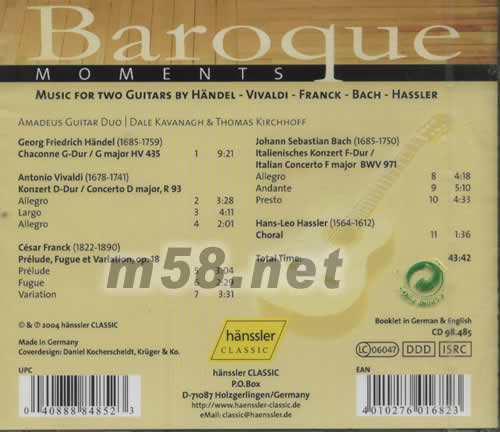 Baroque
MOMENTS
MUSIC FOR TWO GUITARS BY HÄNDEL - VIVALDI - FRANCK - BACH - HASSLER
AMADEUS GUITAR DUO | DALE KAVANAGH & THOMAS KIRCHHOFF
Georg Friedrich Händel (1685-1759)
Chaconne G-Dur / G major HV 435 1 9:21
Antonio Vivaldi (1678-1741)
Konzert D-Dur / Concerto D major, R 93
Allegro 2 3:28
Largo 3 4:11
Allegro 4 2:01
César Franck (1822-1890)
Prélude, Fugue et Variation, op. 18
Prélude 5 3:04
Fugue 6 2:29
Variation 7 3:31
Johann Sebastian Bach (1685-1750)
Italienisches Konzert F-Dur /
Italian Concerto F major BWV 971
Allegro 8 4:18
Andante 9 5:10
Presto 10 4:33
Hans-Leo Hassler (1564-1612)
Choral 11 1:36
Total Time: 43:42
m58.net
℗ & © 2004 hänssler CLASSIC
Made in Germany
Coverdesign: Daniel Kocherscheidt, Krüger & Ko.
hänssler
CLASSIC
Booklet in German & English
CD 98.485
LC 06047 DDD ISRC
hänssler CLASSIC
P.O.Box
D-71087 Holzgerlingen/Germany
http://www.haenssler-classic.com
eMail: classic@haenssler.de
UPC
0 40888 84852 3
EAN
4 010276 016823